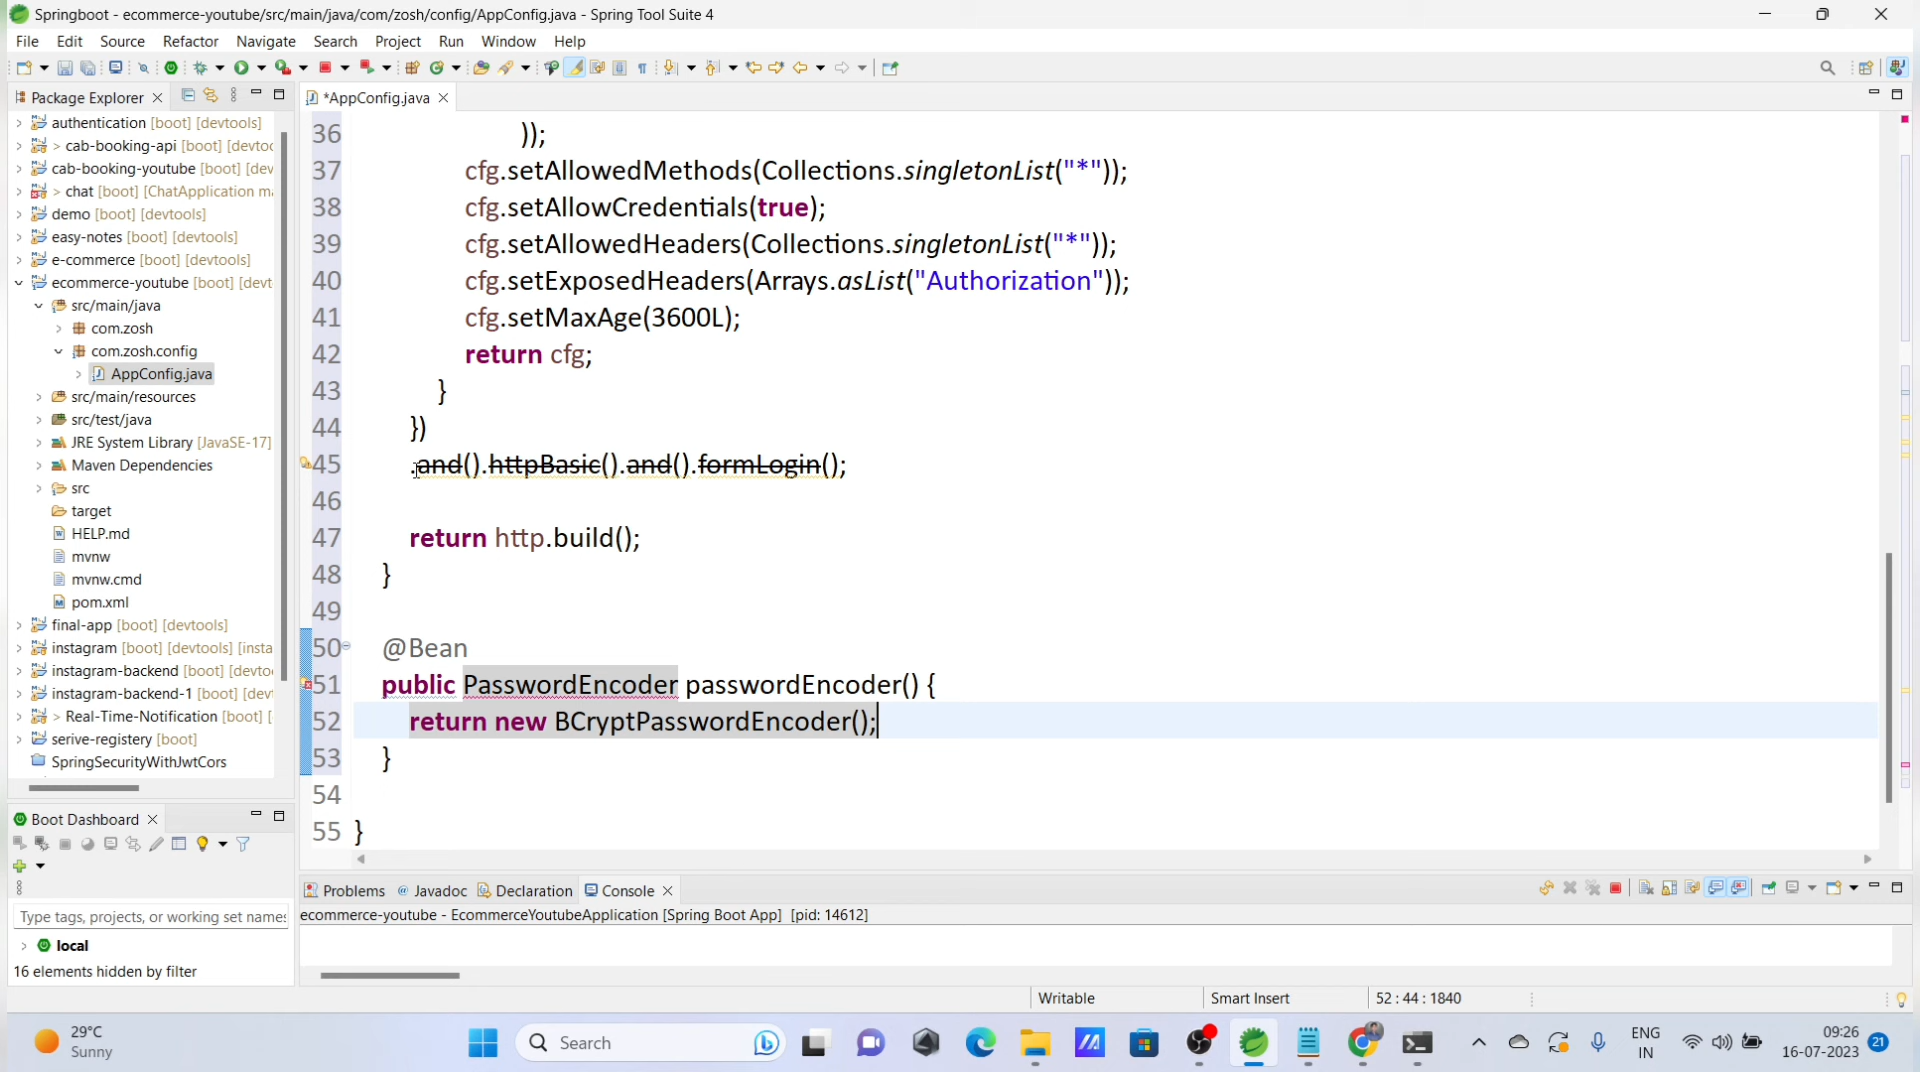 Springboot - ecommerce-youtube/src/main/java/com/zosh/config/AppConfig.java - Spring Tool Suite 4
File Edit Source Refactor Navigate Search Project Run Window Help
Package Explorer
*AppConfig.java
authentication [boot] [devtools]
> cab-booking-api [boot] [devtoo
cab-booking-youtube [boot] [dev
> chat [boot] [ChatApplication ma
demo [boot] [devtools]
easy-notes [boot] [devtools]
e-commerce [boot] [devtools]
ecommerce-youtube [boot] [devt
src/main/java
com.zosh
com.zosh.config
AppConfig.java
src/main/resources
src/test/java
JRE System Library [JavaSE-17]
Maven Dependencies
src
target
HELP.md
mvnw
mvnw.cmd
pom.xml
final-app [boot] [devtools]
instagram [boot] [devtools] [insta
instagram-backend [boot] [devto
instagram-backend-1 [boot] [dev
> Real-Time-Notification [boot] [
serive-registery [boot]
SpringSecurityWithJwtCors
36 ));
37 cfg.setAllowedMethods(Collections.singletonList("*"));
38 cfg.setAllowCredentials(true);
39 cfg.setAllowedHeaders(Collections.singletonList("*"));
40 cfg.setExposedHeaders(Arrays.asList("Authorization"));
41 cfg.setMaxAge(3600L);
42 return cfg;
43 }
44 })
45 .and().httpBasic().and().formLogin();
46
47 return http.build();
48 }
49
50 @Bean
51 public PasswordEncoder passwordEncoder() {
52 return new BCryptPasswordEncoder();
53 }
54
55 }
Boot Dashboard
Type tags, projects, or working set names
local
16 elements hidden by filter
Problems @ Javadoc Declaration Console
ecommerce-youtube - EcommerceYoutubeApplication [Spring Boot App] [pid: 14612]
Writable Smart Insert 52 : 44 : 1840
29°C
Sunny
Search
ENG
IN
09:26
16-07-2023
21